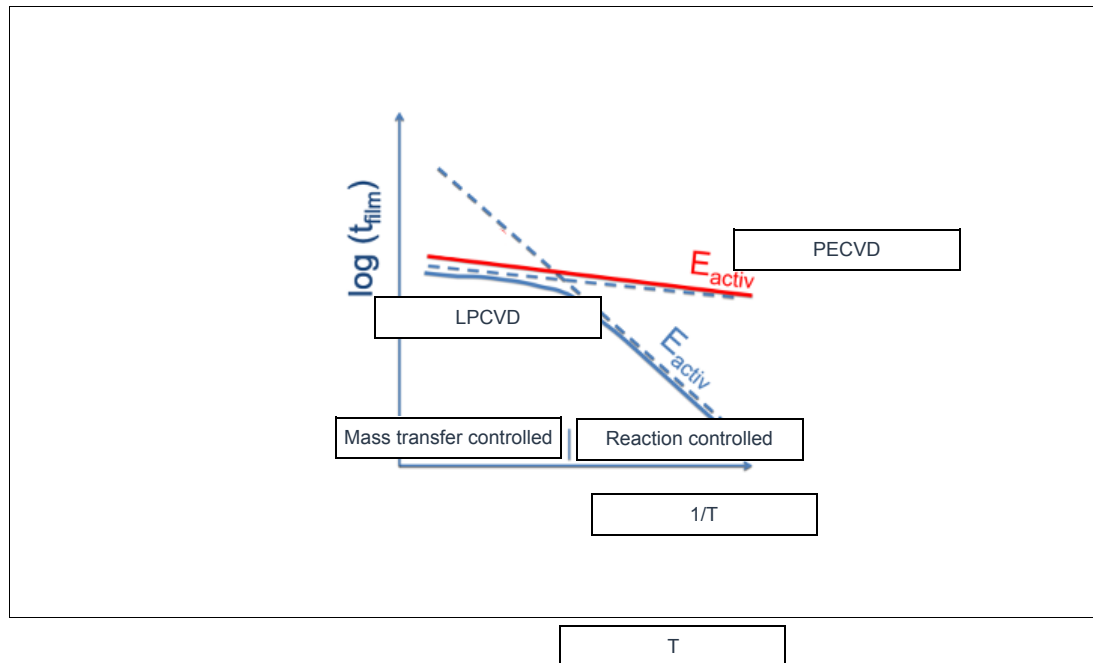 log (t_film)
E_activ
PECVD
LPCVD
E_activ
Mass transfer controlled
Reaction controlled
1/T
T